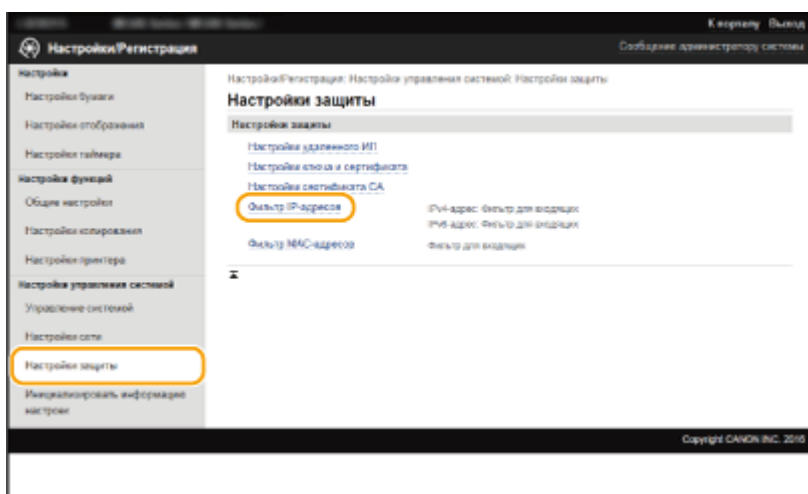 К порталу Выход
Настройки/Регистрация
Сообщение администратору системы
Настройка
Настройки бумаги
Настройки отображения
Настройки таймера
Настройка функций
Общие настройки
Настройки копирования
Настройки принтера
Настройки управления системой
Управление системой
Настройки сети
Настройки защиты
Инициализировать информацию
настроек
Настройки/Регистрация: Настройки управления системой: Настройки защиты
Настройки защиты
Настройки защиты
Настройки удаленного ИП
Настройки ключа и сертификата
Настройки сертификата CA
Фильтр IP-адресов
IPv4-адрес: Фильтр для входящих
IPv6-адрес: Фильтр для входящих
Фильтр MAC-адресов
Фильтр для входящих
Copyright CANON INC. 2016